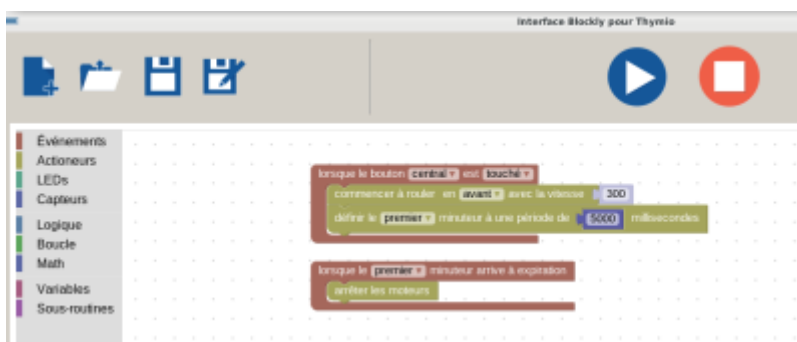 Interface Blockly pour Thymio
Événements
Actioneurs
LEDs
Capteurs
Logique
Boucle
Math
Variables
Sous-routines
lorsque le bouton central est touché
commencer à rouler en avant avec la vitesse 300
définir le premier minuteur à une période de 5000 millisecondes
lorsque le premier minuteur arrive à expiration
arrêter les moteurs